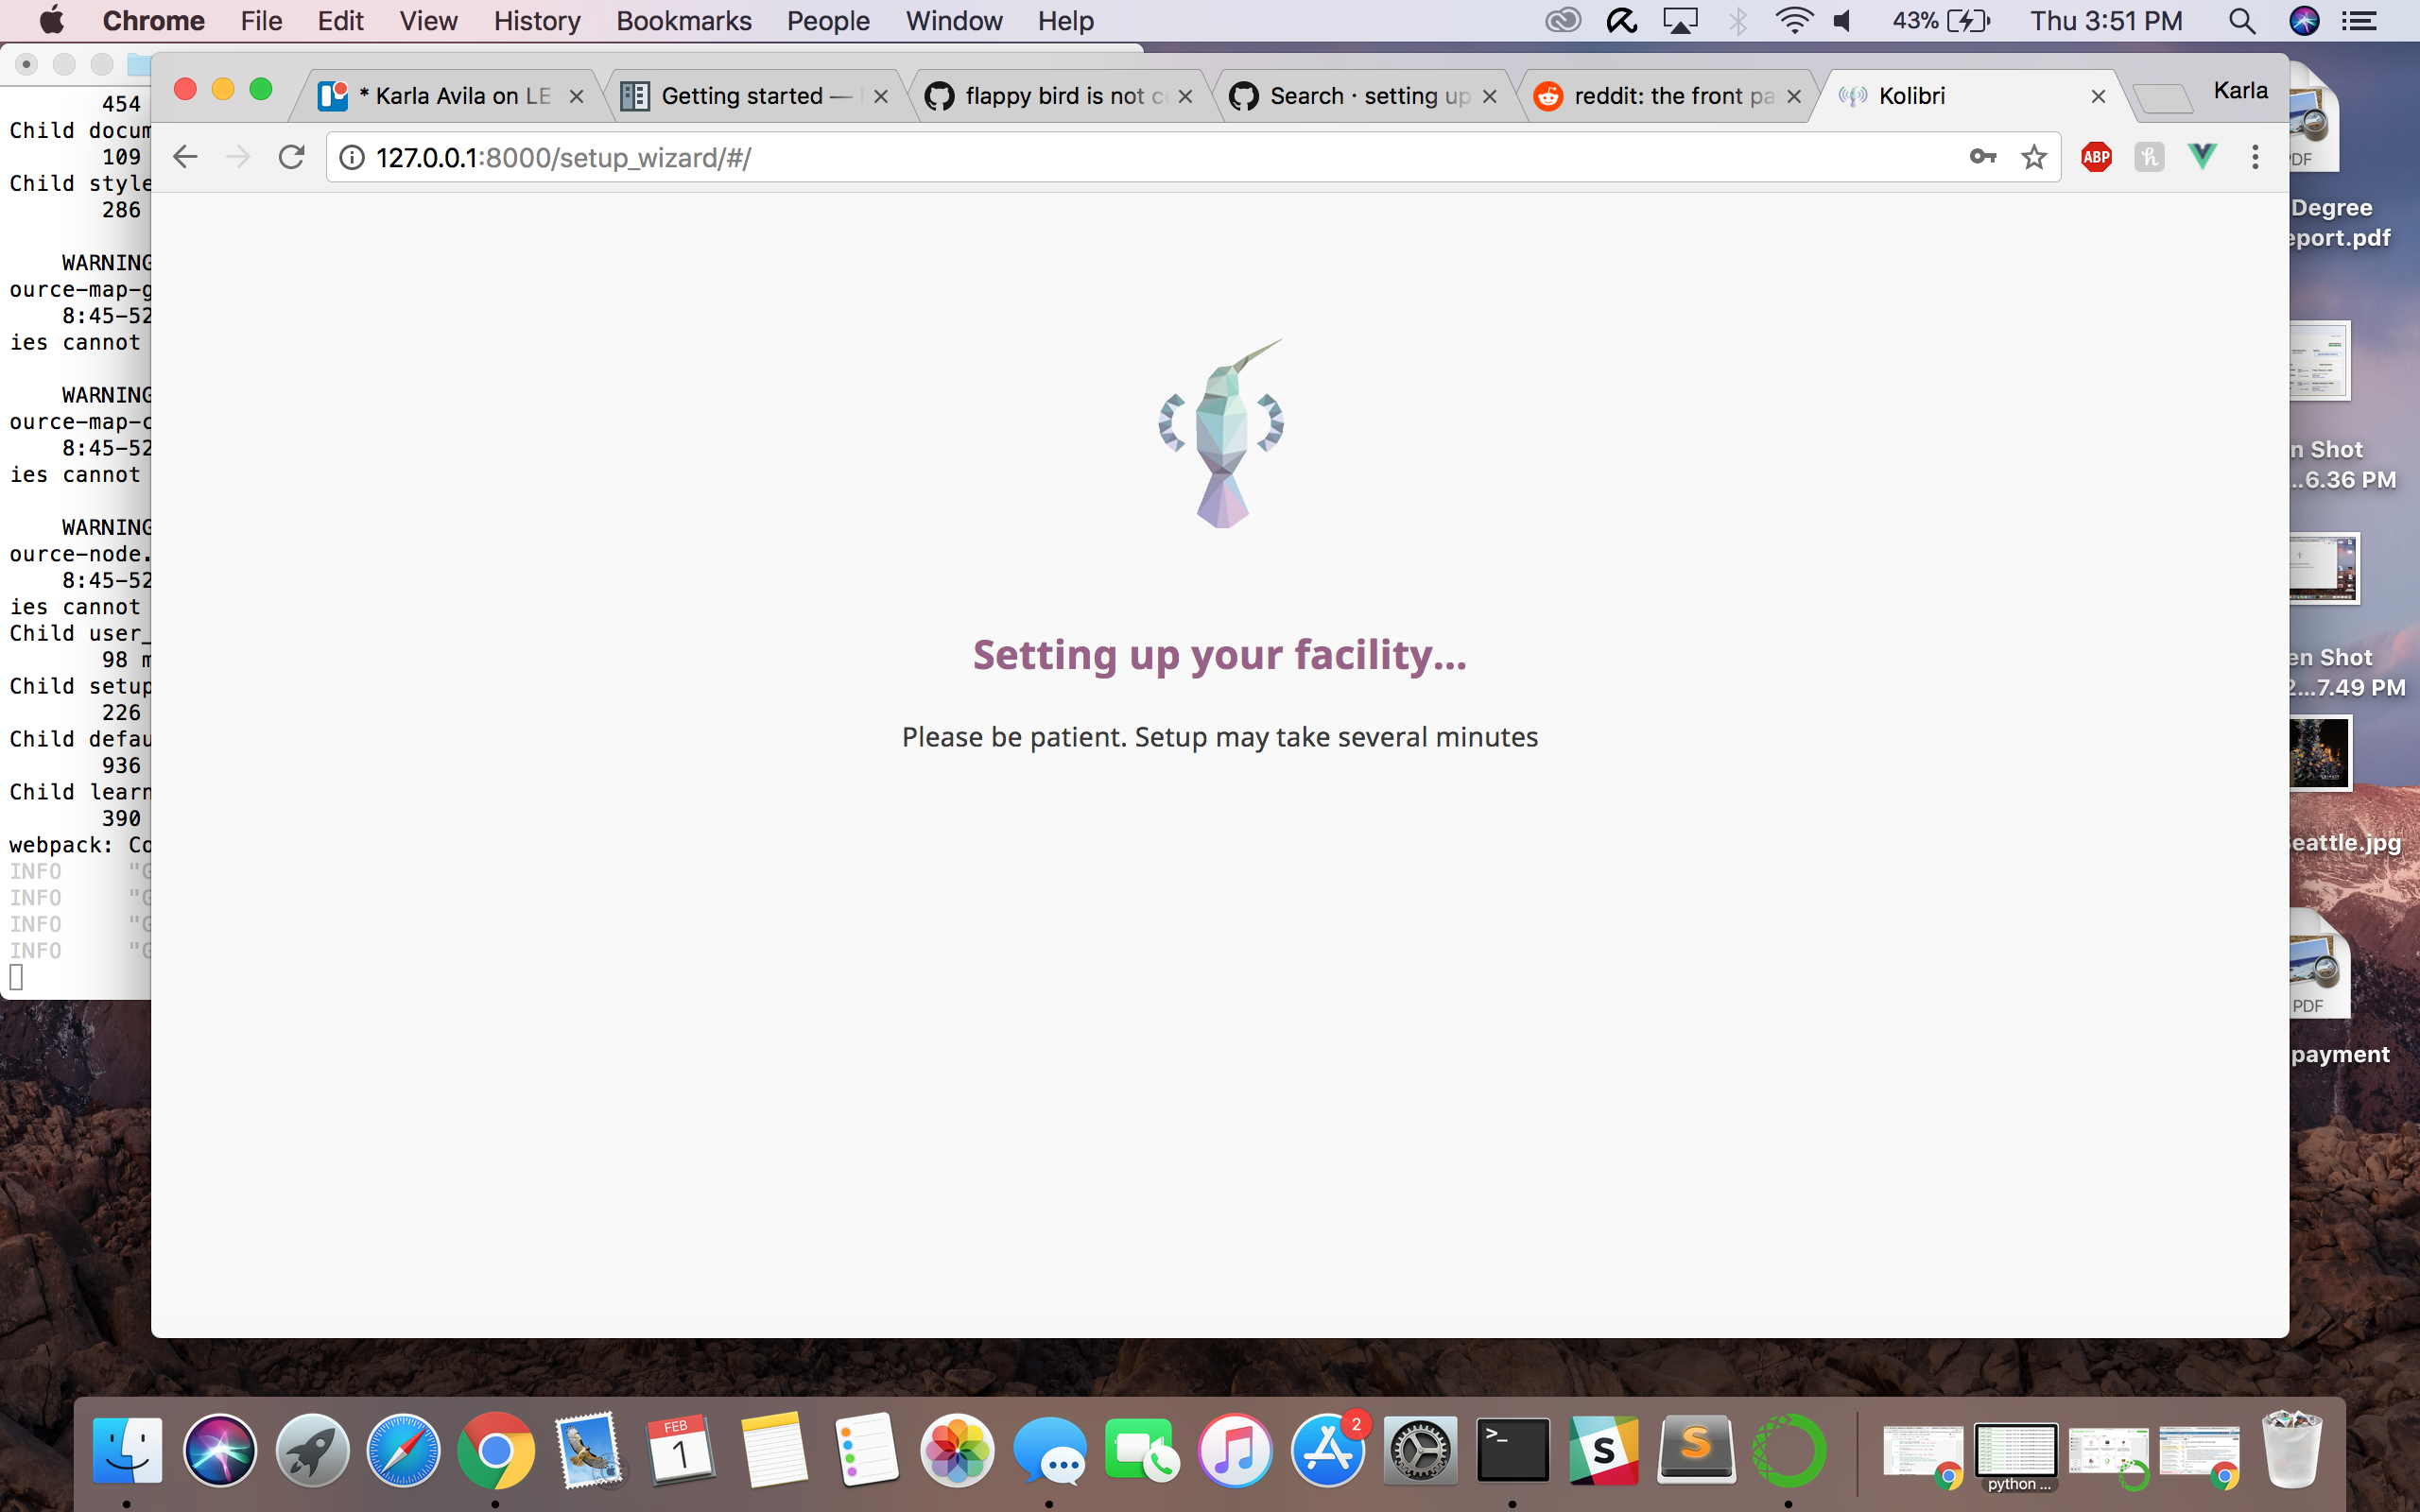 Chrome File Edit View History Bookmarks People Window Help 43% Thu 3:51 PM
* Karla Avila on LE Getting started — flappy bird is not c Search · setting up reddit: the front pa Kolibri Karla
127.0.0.1:8000/setup_wizard/#/ ABP h
454
Child docum
109
Child style
286
WARNING
ource-map-g
8:45-52
ies cannot
WARNING
ource-map-c
8:45-52
ies cannot
WARNING
ource-node.
8:45-52
ies cannot
Child user_
98 m
Child setup
226
Child defau
936
Child learn
390
webpack: Co
INFO "G
INFO "G
INFO "G
INFO "G
Setting up your facility...
Please be patient. Setup may take several minutes
PDF
Degree
eport.pdf
n Shot
...6.36 PM
en Shot
2...7.49 PM
eattle.jpg
PDF
payment
FEB
1
2
>_
S
S
python ...